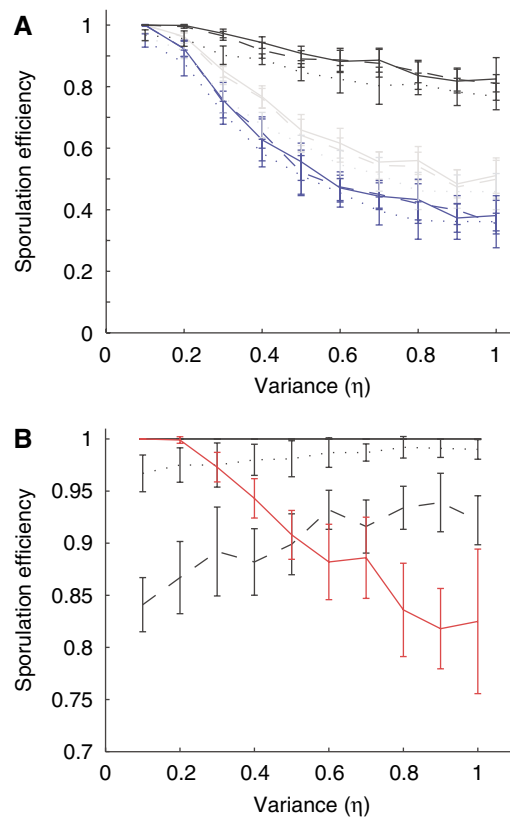 A
1
0.8
0.6
0.4
0.2
0
Sporulation efficiency
0 0.2 0.4 0.6 0.8 1
Variance (η)
B
1
0.95
0.9
0.85
0.8
0.75
0.7
Sporulation efficiency
0 0.2 0.4 0.6 0.8 1
Variance (η)